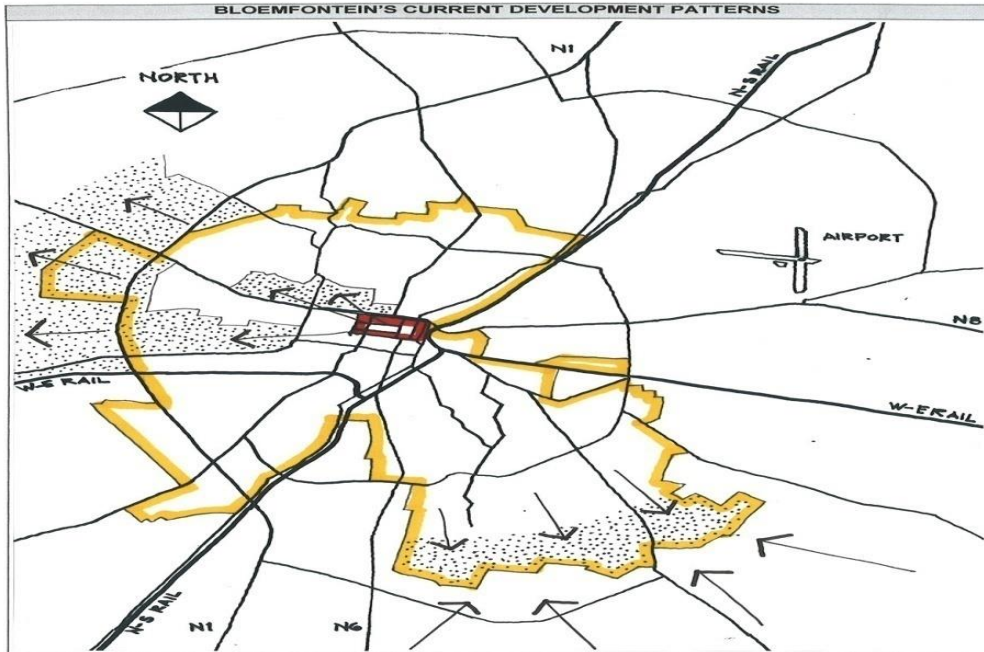 BLOEMFONTEIN'S CURRENT DEVELOPMENT PATTERNS
N1
NORTH
N-S RAIL
AIRPORT
N8
W-S RAIL
W-E RAIL
N-S RAIL
N1
N6